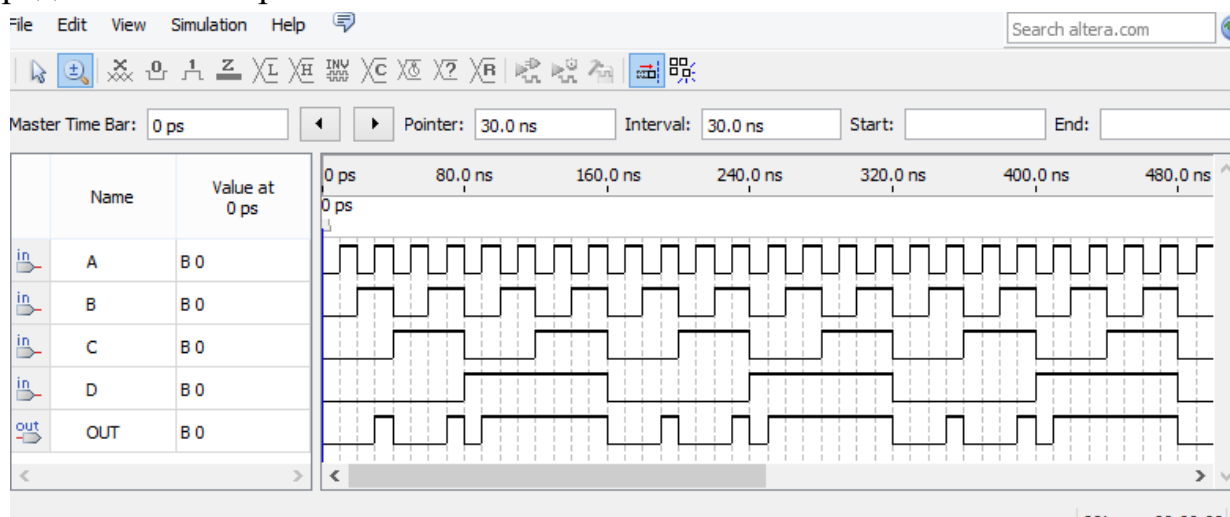 File Edit View Simulation Help
Search altera.com
Master Time Bar: 0 ps Pointer: 30.0 ns Interval: 30.0 ns Start: End:
Name Value at 0 ps
0 ps 80.0 ns 160.0 ns 240.0 ns 320.0 ns 400.0 ns 480.0 ns
0 ps
in A B 0
in B B 0
in C B 0
in D B 0
out OUT B 0